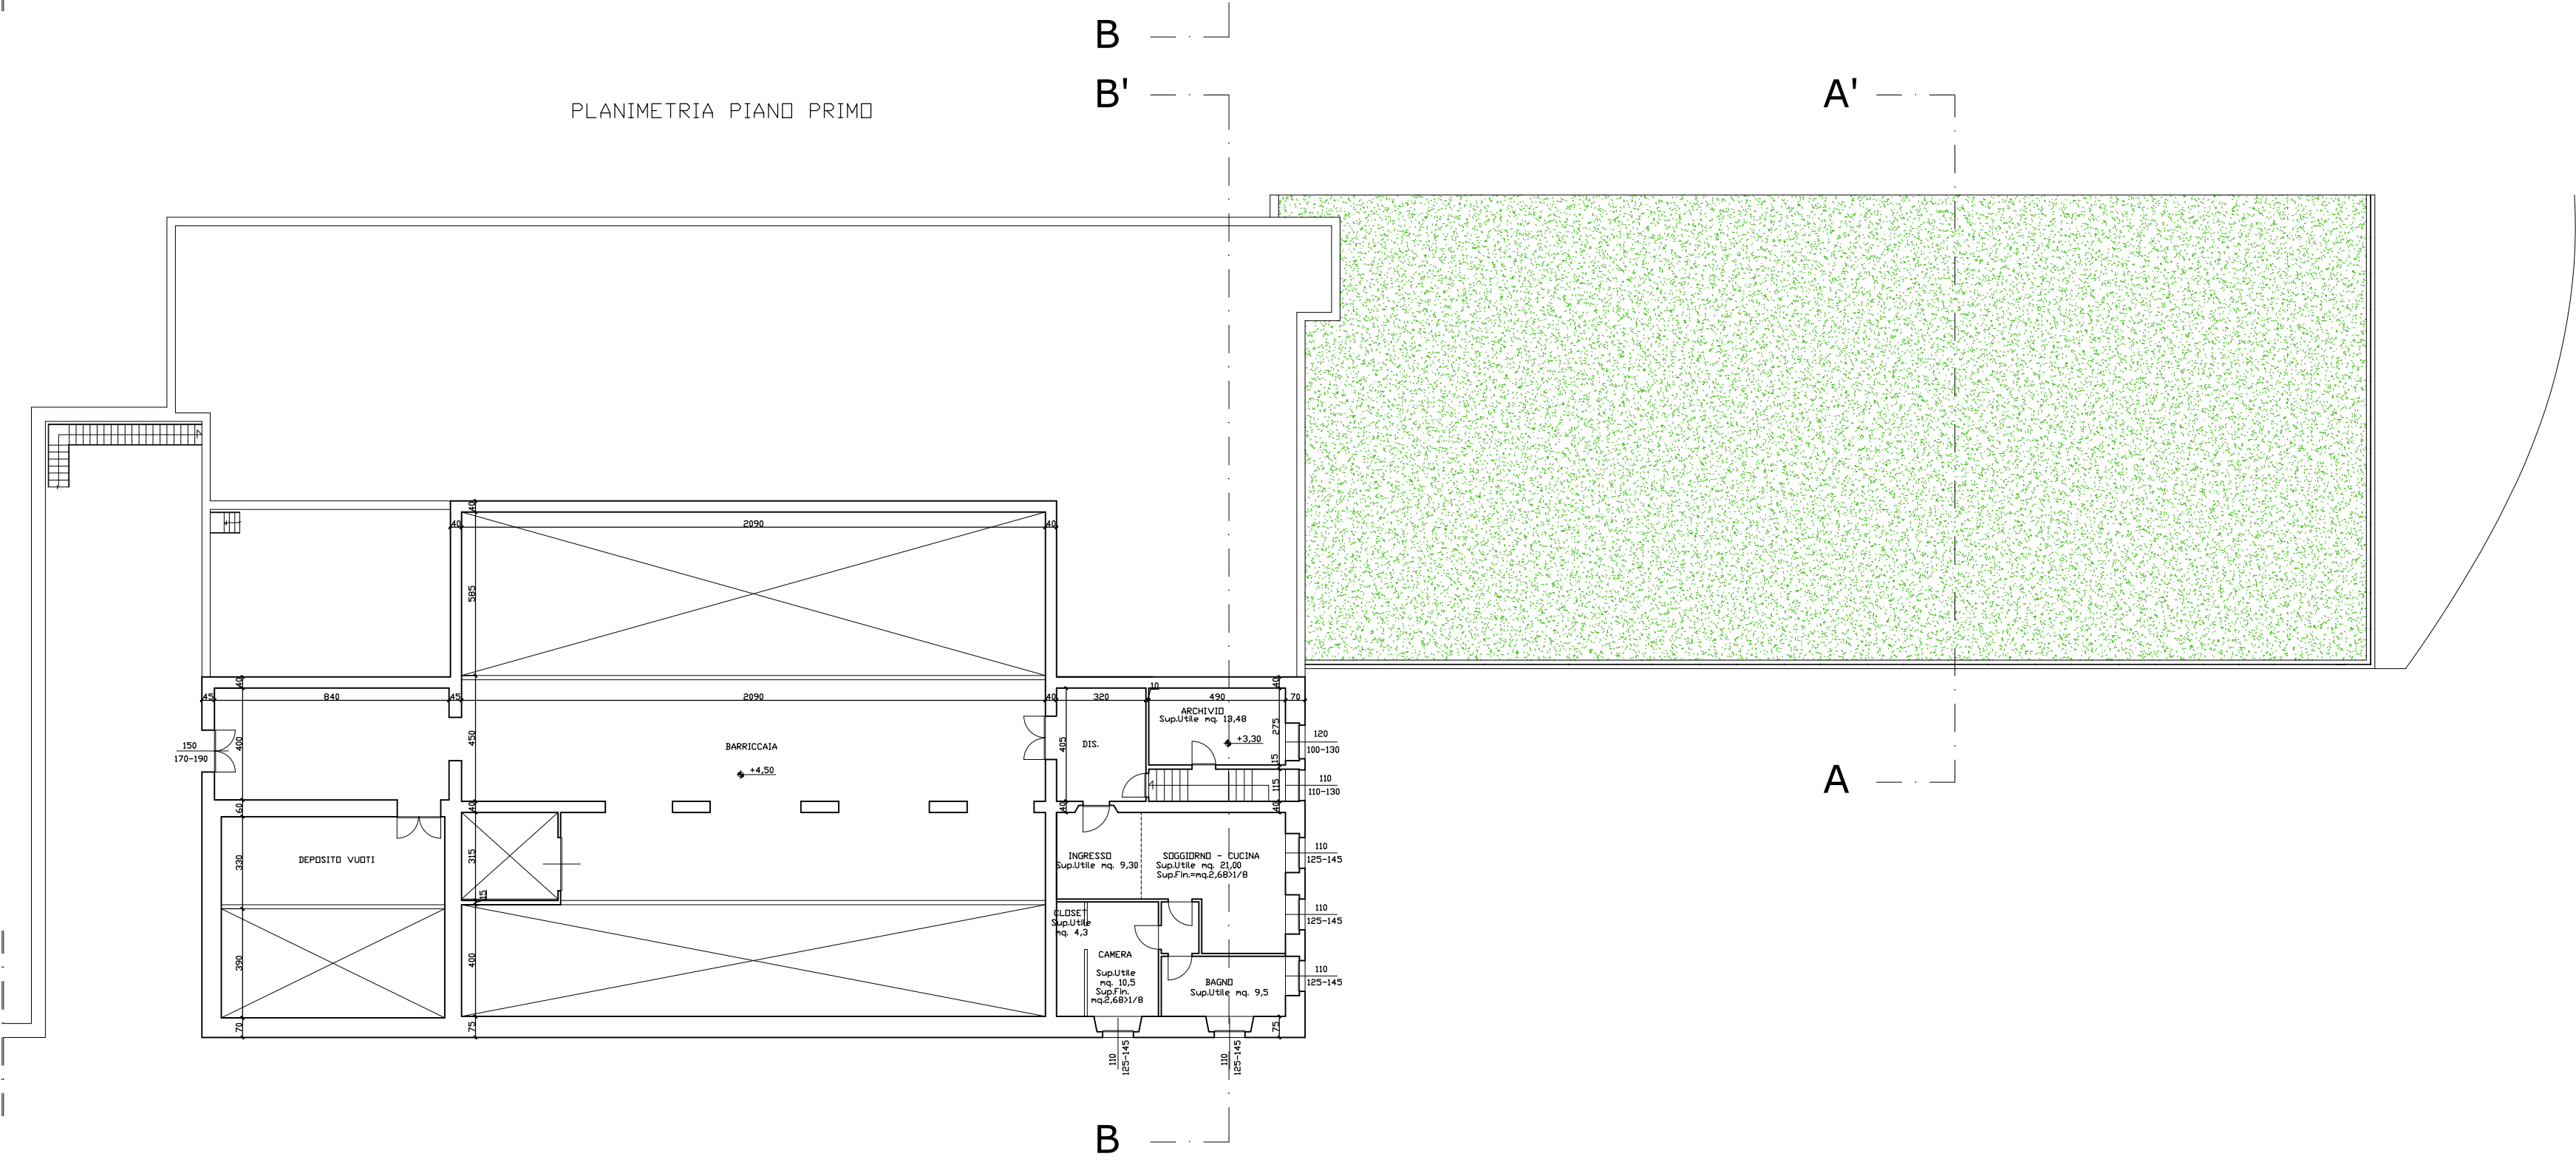 B
B'
A'
PLANIMETRIA PIANO PRIMO
40
40
2090
40
585
40
45
840
45
2090
40
320
10
490
70
40
150
170-190
400
450
BARRICCAIA
+4,50
405
DIS.
ARCHIVIO
Sup.Utile mq. 13,48
+3,30
275
15
115
120
100-130
110
110-130
A
60
40
40
40
DEPOSITO VUOTI
330
315
15
INGRESSO
Sup.Utile mq. 9,30
SOGGIORNO - CUCINA
Sup.Utile mq. 21,00
Sup.Fin.=mq.2,68>1/8
110
125-145
CLOSET
Sup.Utile
mq. 4,3
110
125-145
390
400
CAMERA
Sup.Utile
mq. 10,5
Sup.Fin.
mq.2,68>1/8
BAGNO
Sup.Utile mq. 9,5
110
125-145
70
75
75
110
125-145
110
125-145
B